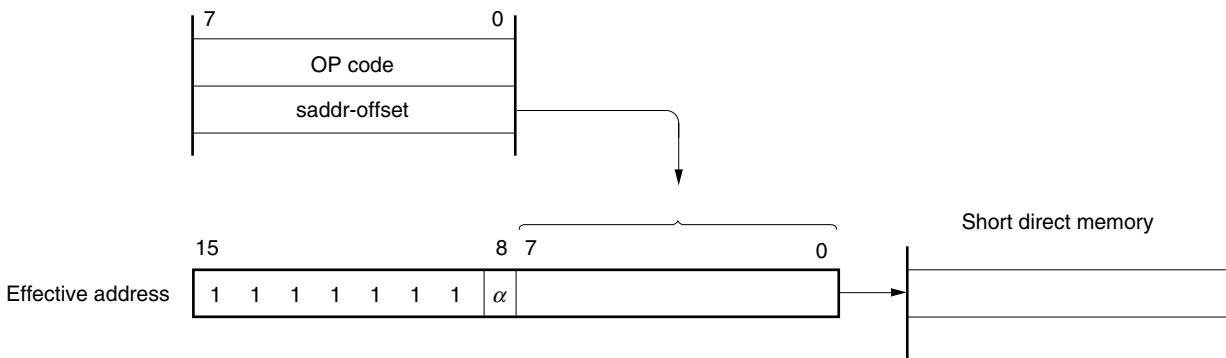 7 0
OP code
saddr-offset
Short direct memory
15 8 7 0
Effective address 1 1 1 1 1 1 1 α